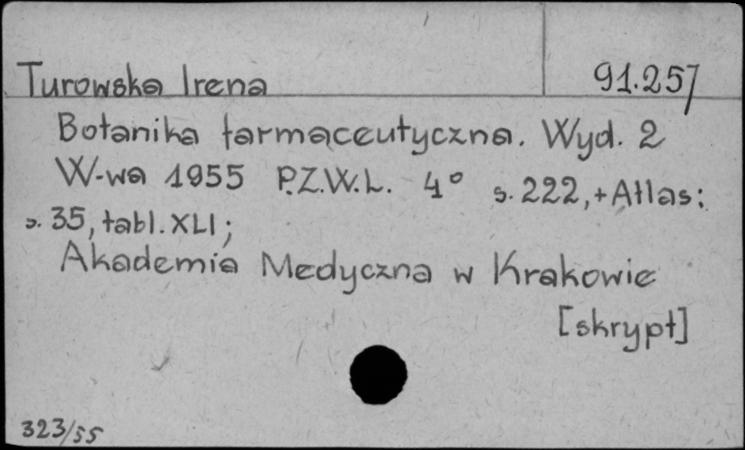 Turowska Irena 91.257
Botanika farmaceutyczna. Wyd. 2
W-wa 1955 P.Z.W.L. 4° s. 222, + Atlas:
s. 35, tabl. XLI;
Akademia Medyczna w Krakowie
[skrypt]
323/55